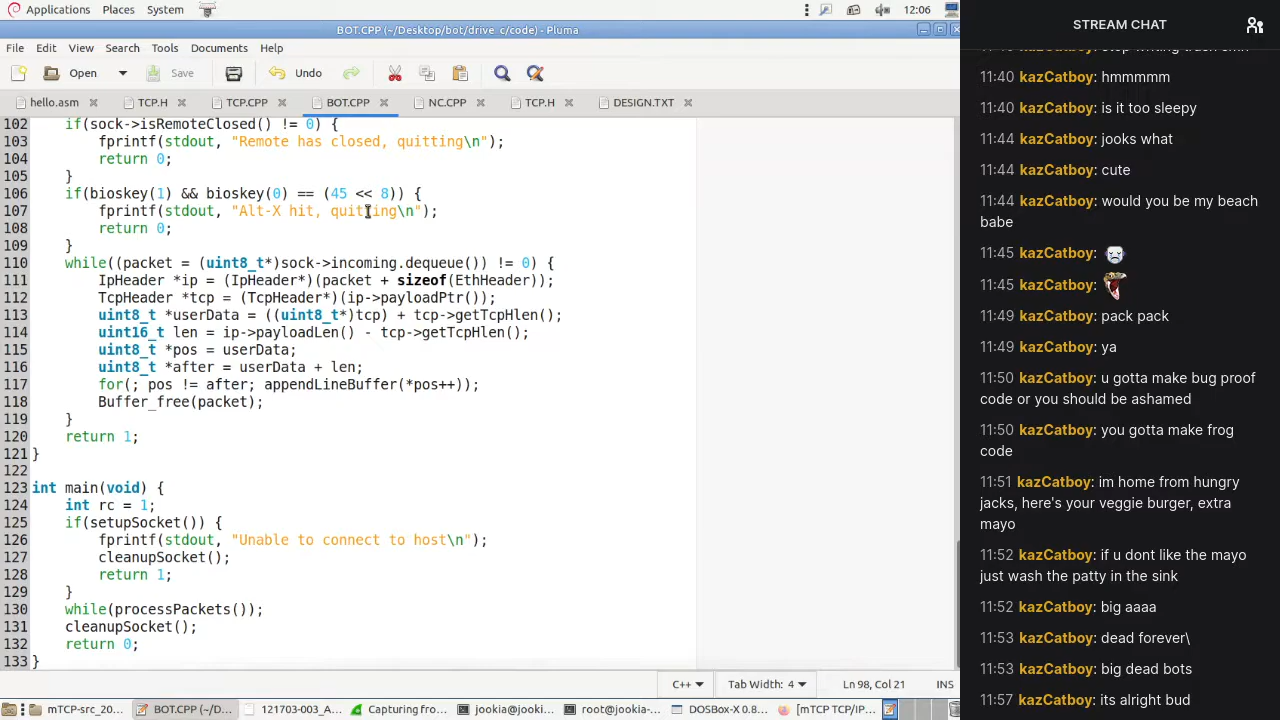 Applications Places System 12:06
BOT.CPP (~/Desktop/bot/drive_c/code) - Pluma
File Edit View Search Tools Documents Help
Open Save Undo
hello.asm TCP.H TCP.CPP BOT.CPP NC.CPP TCP.H DESIGN.TXT
102 if(sock->isRemoteClosed() != 0) {
103 fprintf(stdout, "Remote has closed, quitting\n");
104 return 0;
105 }
106 if(bioskey(1) && bioskey(0) == (45 << 8)) {
107 fprintf(stdout, "Alt-X hit, quitting\n");
108 return 0;
109 }
110 while((packet = (uint8_t*)sock->incoming.dequeue()) != 0) {
111 IpHeader *ip = (IpHeader*)(packet + sizeof(EthHeader));
112 TcpHeader *tcp = (TcpHeader*)(ip->payloadPtr());
113 uint8_t *userData = ((uint8_t*)tcp) + tcp->getTcpHlen();
114 uint16_t len = ip->payloadLen() - tcp->getTcpHlen();
115 uint8_t *pos = userData;
116 uint8_t *after = userData + len;
117 for(; pos != after; appendLineBuffer(*pos++));
118 Buffer_free(packet);
119 }
120 return 1;
121 }
122
123 int main(void) {
124 int rc = 1;
125 if(setupSocket()) {
126 fprintf(stdout, "Unable to connect to host\n");
127 cleanupSocket();
128 return 1;
129 }
130 while(processPackets());
131 cleanupSocket();
132 return 0;
133 }
C++ Tab Width: 4 Ln 98, Col 21 INS
mTCP-src_20... BOT.CPP (~/D... 121703-003_A... Capturing fro... jookia@jooki... root@jookia-... DOSBox-X 0.8... [mTCP TCP/IP...
STREAM CHAT
11:40 kazCatboy: hmmmmm
11:40 kazCatboy: is it too sleepy
11:44 kazCatboy: jooks what
11:44 kazCatboy: cute
11:44 kazCatboy: would you be my beach
babe
11:45 kazCatboy:
11:45 kazCatboy:
11:49 kazCatboy: pack pack
11:49 kazCatboy: ya
11:50 kazCatboy: u gotta make bug proof
code or you should be ashamed
11:50 kazCatboy: you gotta make frog
code
11:51 kazCatboy: im home from hungry
jacks, here's your veggie burger, extra
mayo
11:52 kazCatboy: if u dont like the mayo
just wash the patty in the sink
11:52 kazCatboy: big aaaa
11:53 kazCatboy: dead forever\
11:53 kazCatboy: big dead bots
11:57 kazCatboy: its alright bud